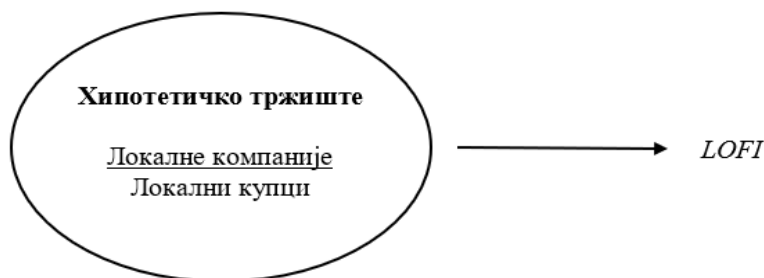 Хипотетичко тржиште
Локалне компаније
Локални купци
LOFI